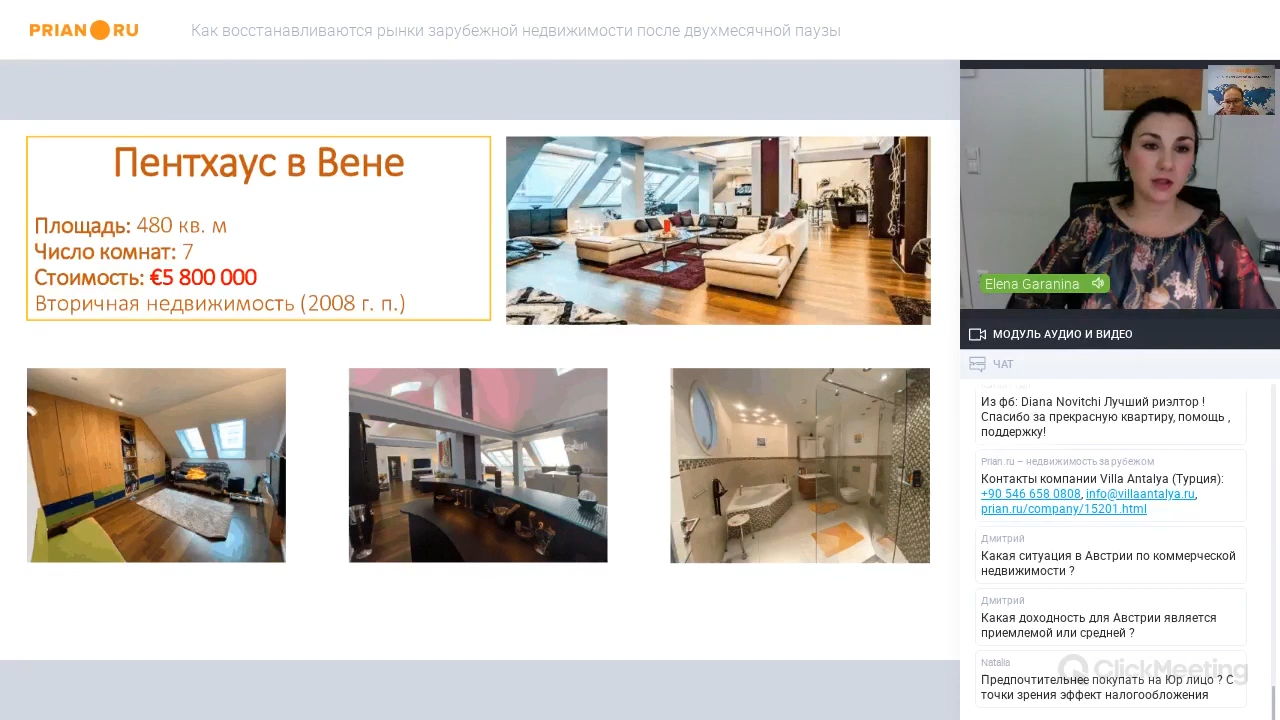 PRIAN RU
Как восстанавливаются рынки зарубежной недвижимости после двухмесячной паузы
Пентхаус в Вене
Площадь: 480 кв. м
Число комнат: 7
Стоимость: €5 800 000
Вторичная недвижимость (2008 г. п.)
Elena Garanina
МОДУЛЬ АУДИО И ВИДЕО
ЧАТ
Из фб: Diana Novitchi Лучший риэлтор !
Спасибо за прекрасную квартиру, помощь ,
поддержку!
Prian.ru – недвижимость за рубежом
Контакты компании Villa Antalya (Турция):
+90 546 658 0808, info@villaantalya.ru,
prian.ru/company/15201.html
Дмитрий
Какая ситуация в Австрии по коммерческой
недвижимости ?
Дмитрий
Какая доходность для Австрии является
приемлемой или средней ?
Natalia
ClickMeeting
Предпочтительнее покупать на Юр лицо ? С
точки зрения эффект налогообложения